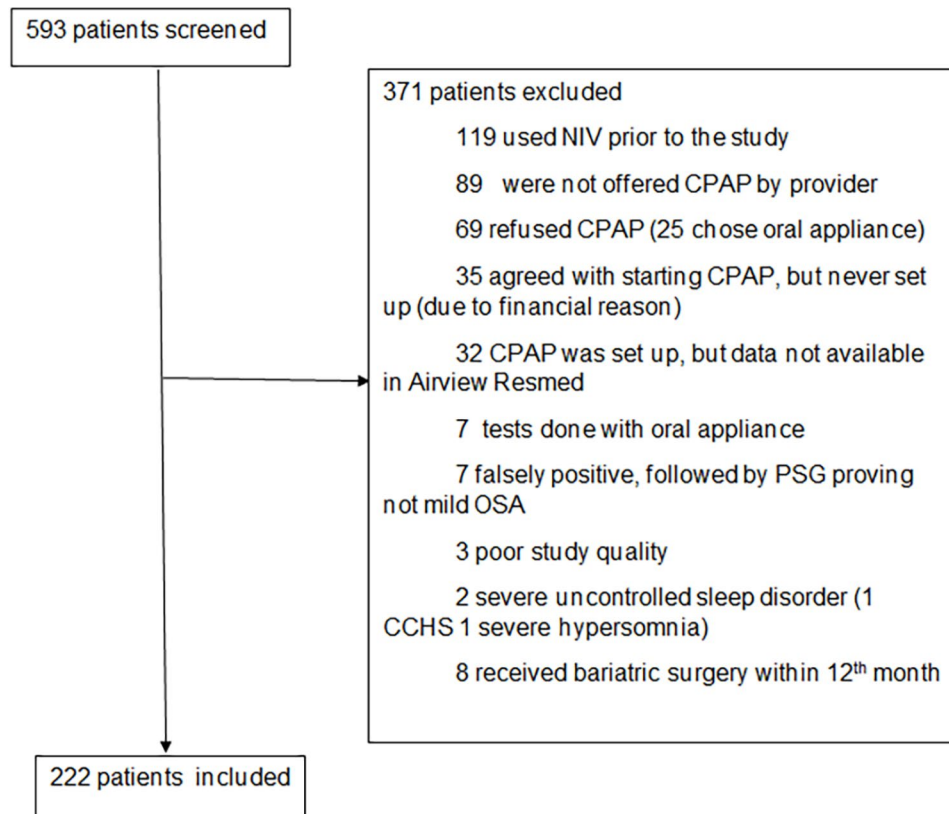 593 patients screened
371 patients excluded
119 used NIV prior to the study
89 were not offered CPAP by provider
69 refused CPAP (25 chose oral appliance)
35 agreed with starting CPAP, but never set
up (due to financial reason)
32 CPAP was set up, but data not available
in Airview Resmed
7 tests done with oral appliance
7 falsely positive, followed by PSG proving
not mild OSA
3 poor study quality
2 severe uncontrolled sleep disorder (1
CCHS 1 severe hypersomnia)
8 received bariatric surgery within 12th month
222 patients included